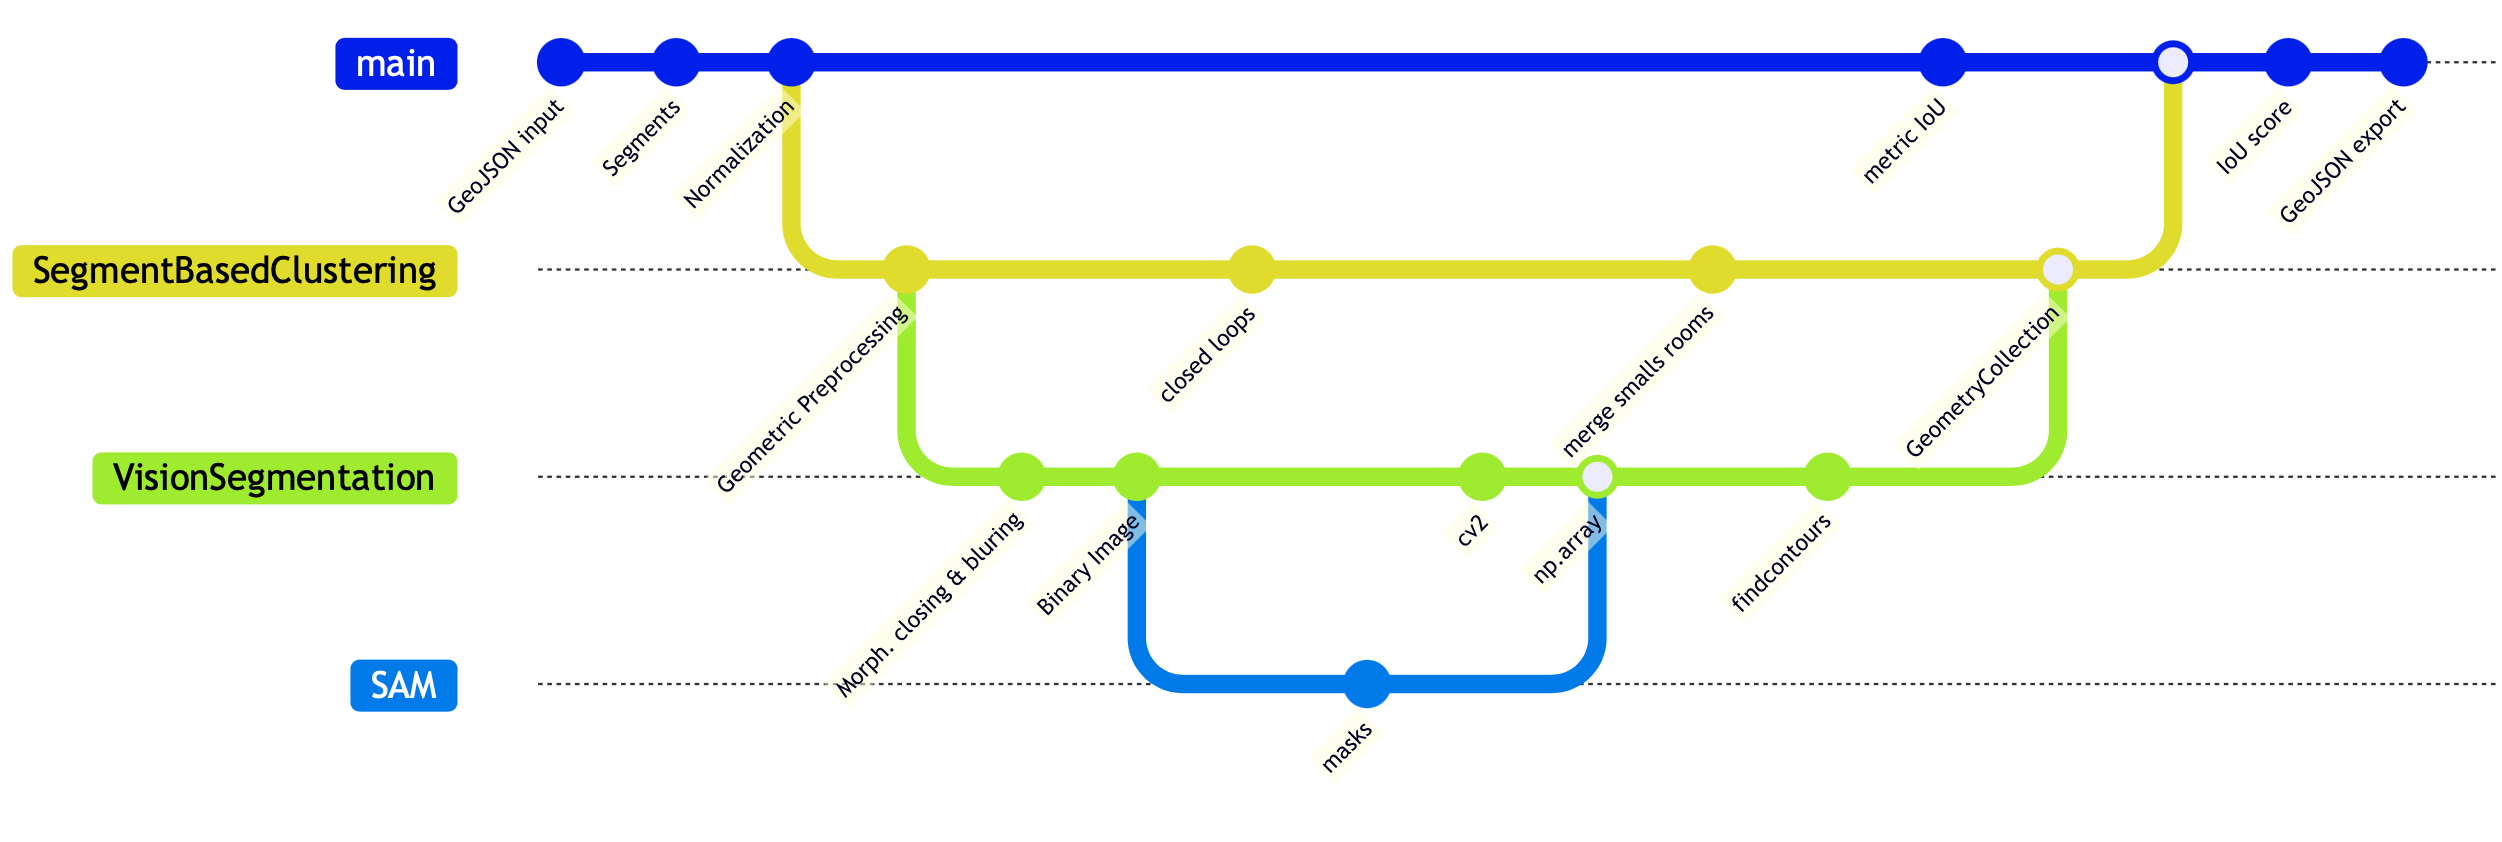 main
GeoJSON input
Segments
Normalization
metric IoU
IoU score
GeoJSON export
SegmentBasedClustering
Geometric Preprocessing
closed loops
merge smalls rooms
GeometryCollection
VisionSegmentation
Morph. closing & bluring
Binary Image
cv2
np.array
findcontours
SAM
masks